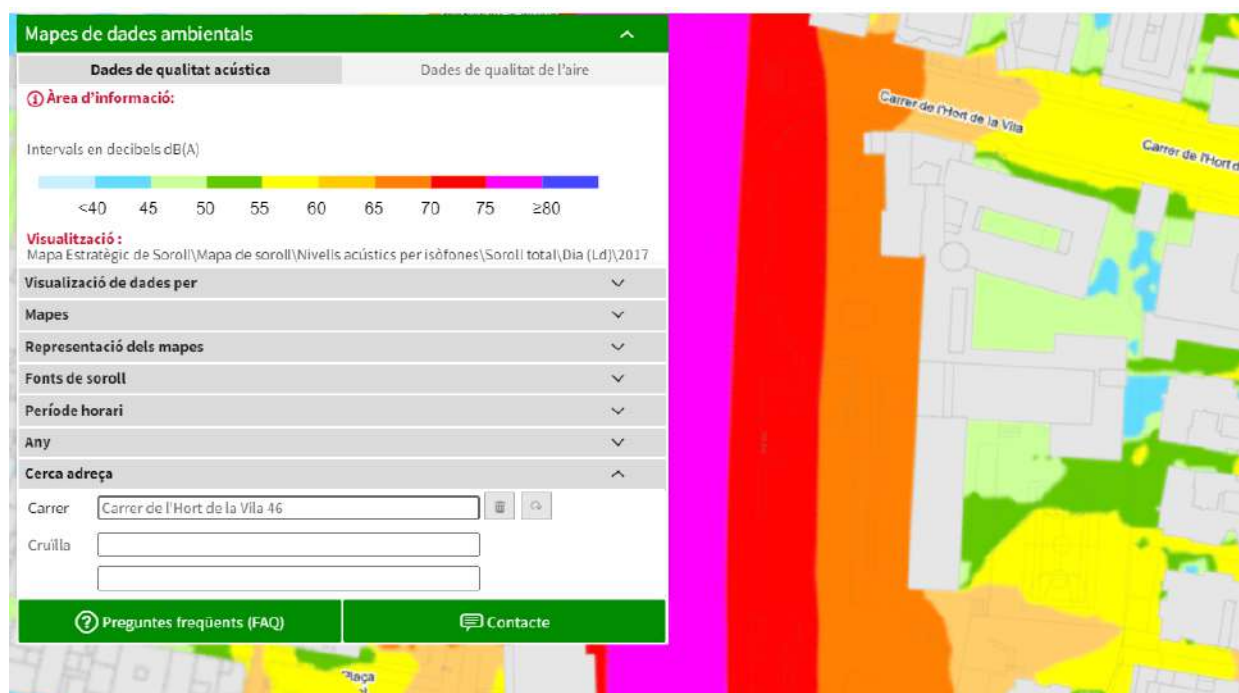 Mapes de dades ambientals
Dades de qualitat acústica
Dades de qualitat de l'aire
Àrea d'informació:
Intervals en decibels dB(A)
<40 45 50 55 60 65 70 75 ≥80
Visualització :
Mapa Estratègic de Soroll\Mapa de soroll\Nivells acústics per isòfones\Soroll total\Dia (Ld)\2017
Visualizació de dades per
Mapes
Representació dels mapes
Fonts de soroll
Període horari
Any
Cerca adreça
Carrer Carrer de l'Hort de la Vila 46
Cruïlla
Preguntes freqüents (FAQ)
Contacte
Carrer de l'Hort de la Vila
Carrer de l'Hort d
Plaça